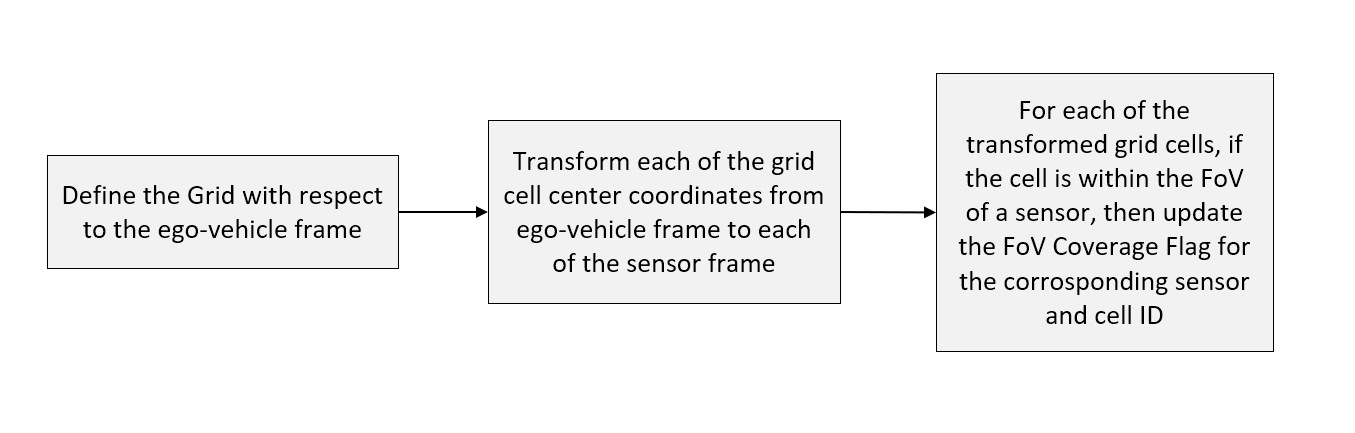 Define the Grid with respect
to the ego-vehicle frame
Transform each of the grid
cell center coordinates from
ego-vehicle frame to each
of the sensor frame
For each of the
transformed grid cells, if
the cell is within the FoV
of a sensor, then update
the FoV Coverage Flag for
the corrosponding sensor
and cell ID